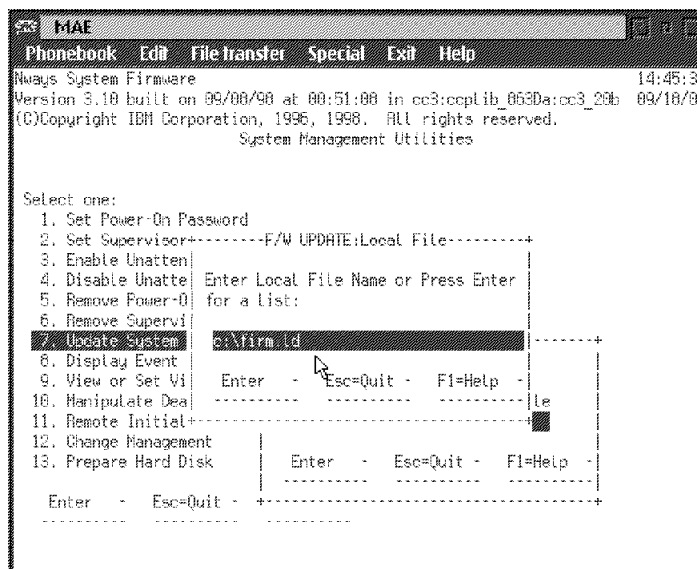 MAE
Phonebook Edit File transfer Special Exit Help
Nways System Firmware 14:45:3
Version 3.10 built on 09/08/98 at 00:51:08 in cc3:ccplib_063Da:cc3_29b 09/10/9
(C)Copyright IBM Corporation, 1996, 1998. All rights reserved.
System Management Utilities
Select one:
1. Set Power-On Password
2. Set Supervisor+--------F/W UPDATE:Local File---------+
3. Enable Unatten|
4. Disable Unatte| Enter Local File Name or Press Enter |
5. Remove Power-O| for a list: |
6. Remove Supervi|
7. Update System | c:\firm.ld |-------+
8. Display Event |
9. View or Set Vi| Enter - Esc=Quit - F1=Help -|
10. Manipulate Dea| |le
11. Remote Initial+
12. Change Management
13. Prepare Hard Disk | Enter - Esc=Quit - F1=Help -|
Enter - Esc=Quit -